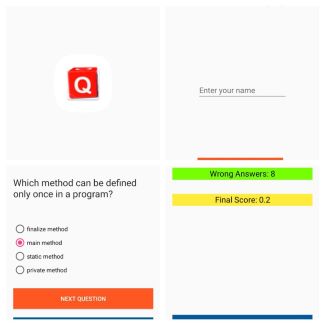 Q
Enter your name
Which method can be defined
only once in a program?
finalize method
main method
static method
private method
NEXT QUESTION
Wrong Answers: 8
Final Score: 0.2